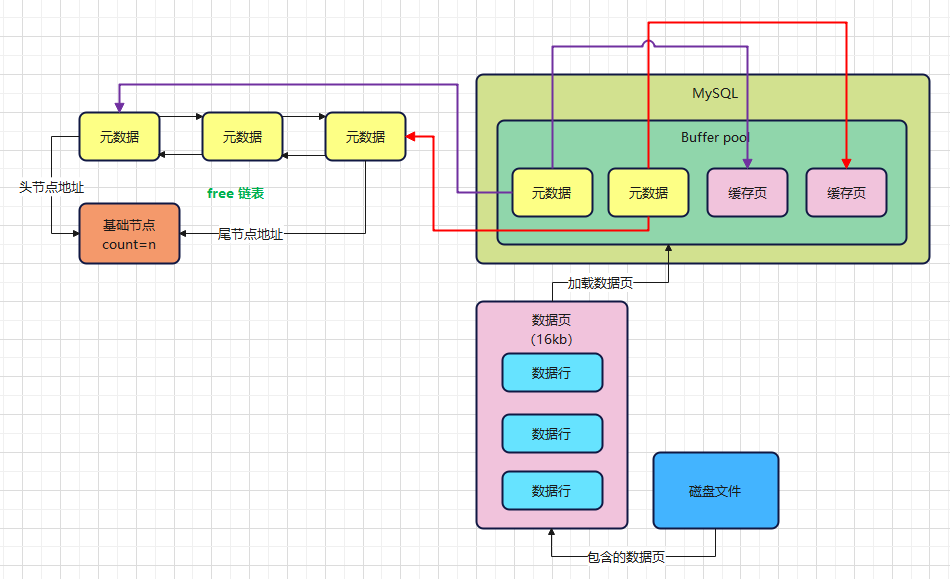 MySQL
Buffer pool
元数据
元数据
元数据
元数据
元数据
缓存页
缓存页
头节点地址
free 链表
基础节点
count=n
尾节点地址
加载数据页
数据页
（16kb）
数据行
数据行
数据行
磁盘文件
包含的数据页